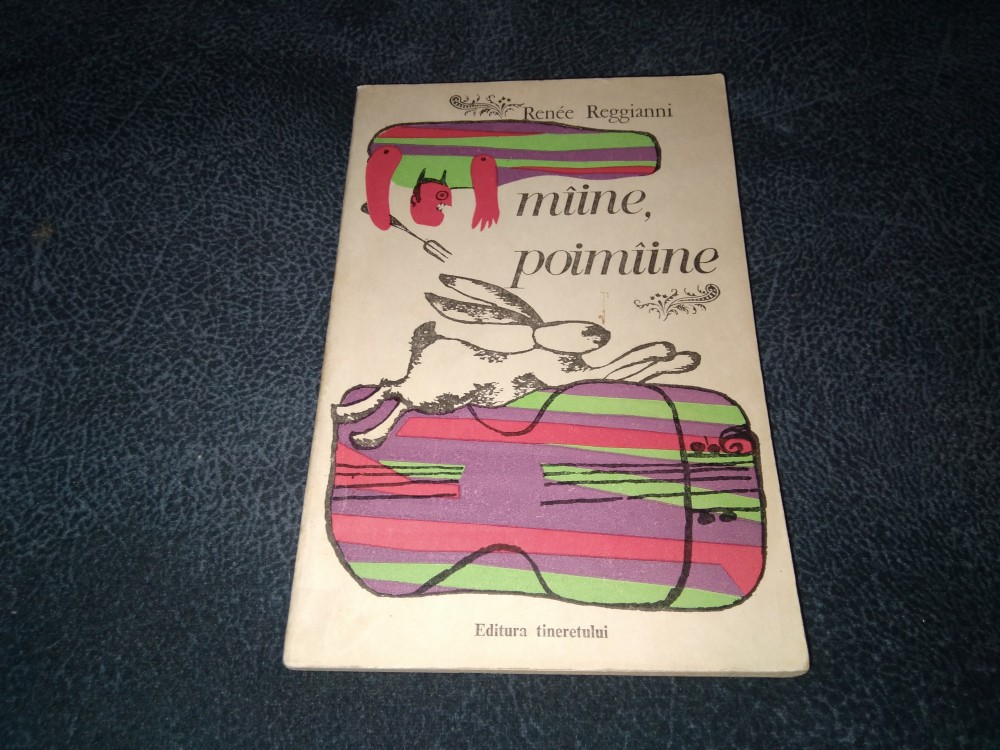 Renée Reggianni
mîine,
poimîine
Editura tineretului